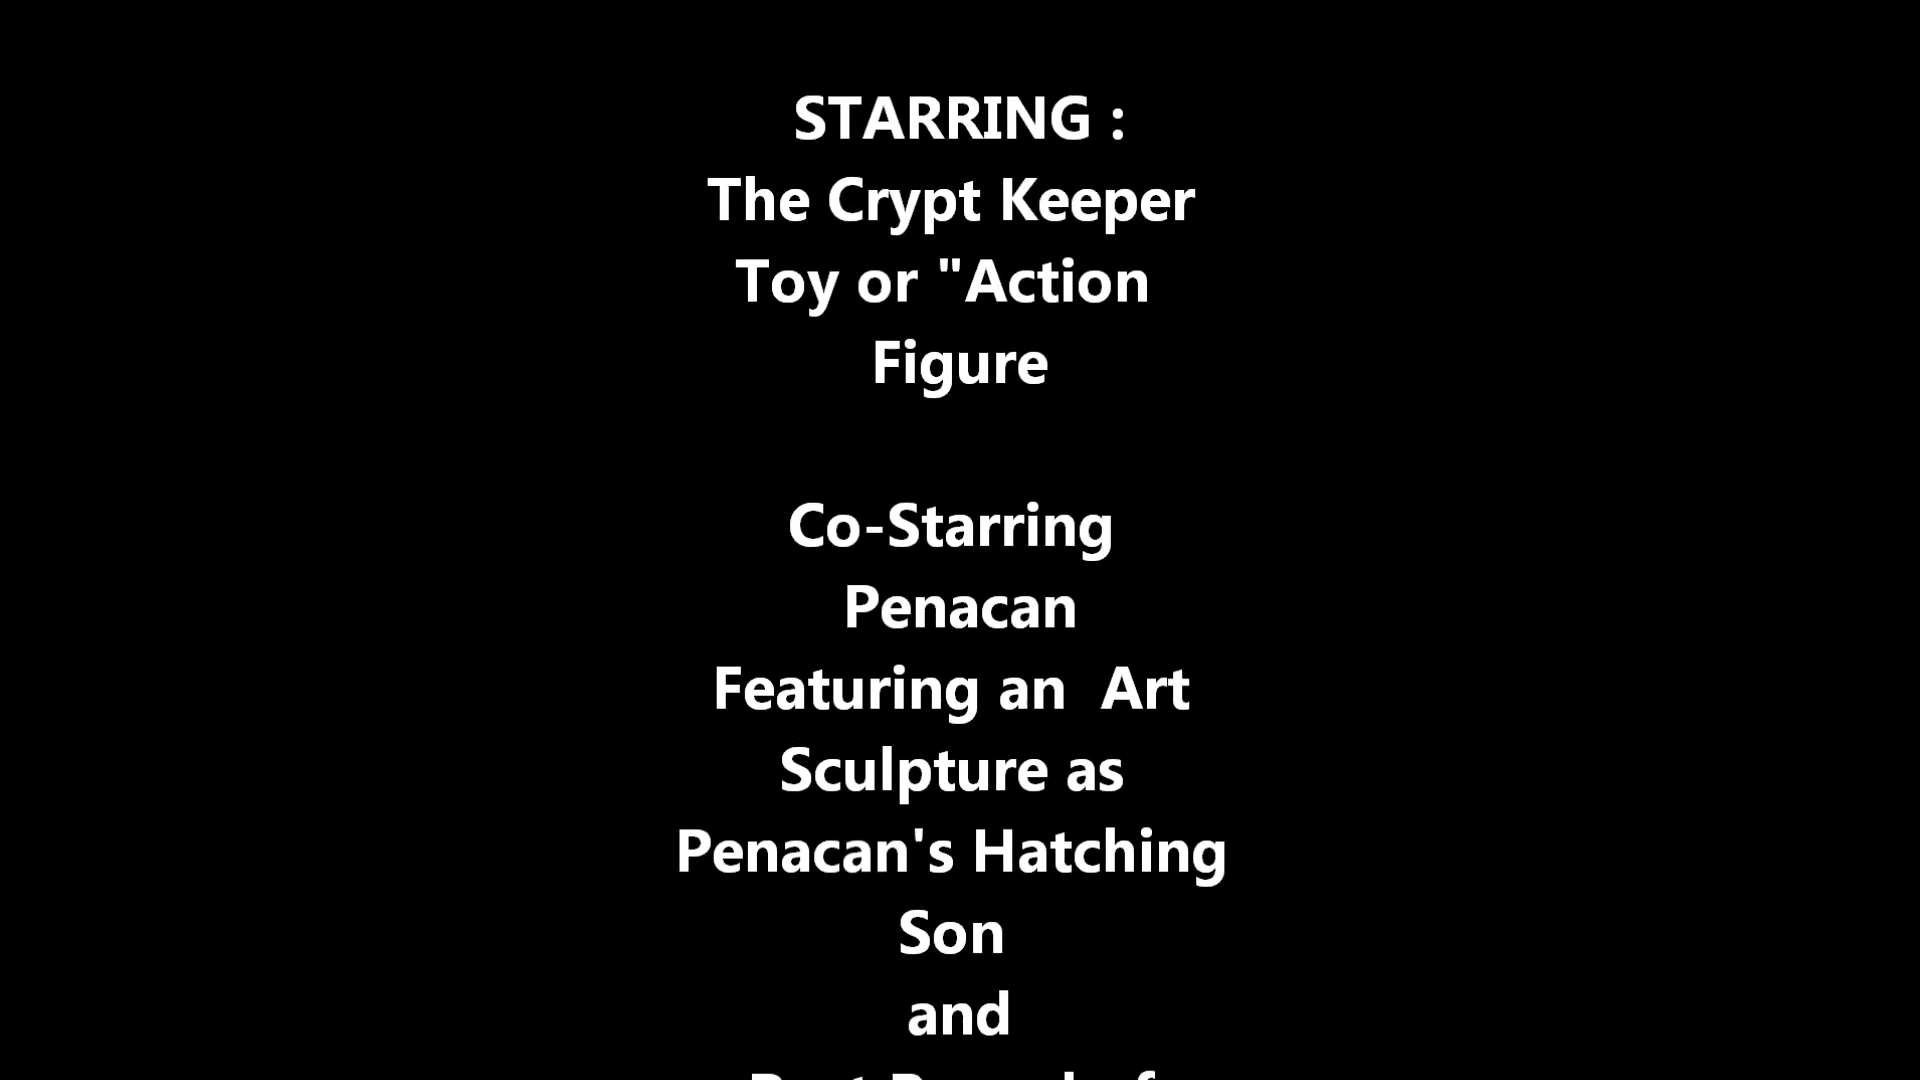 STARRING :
The Crypt Keeper
Toy or "Action
Figure
Co-Starring
Penacan
Featuring an  Art
Sculpture as
Penacan's Hatching
Son
and